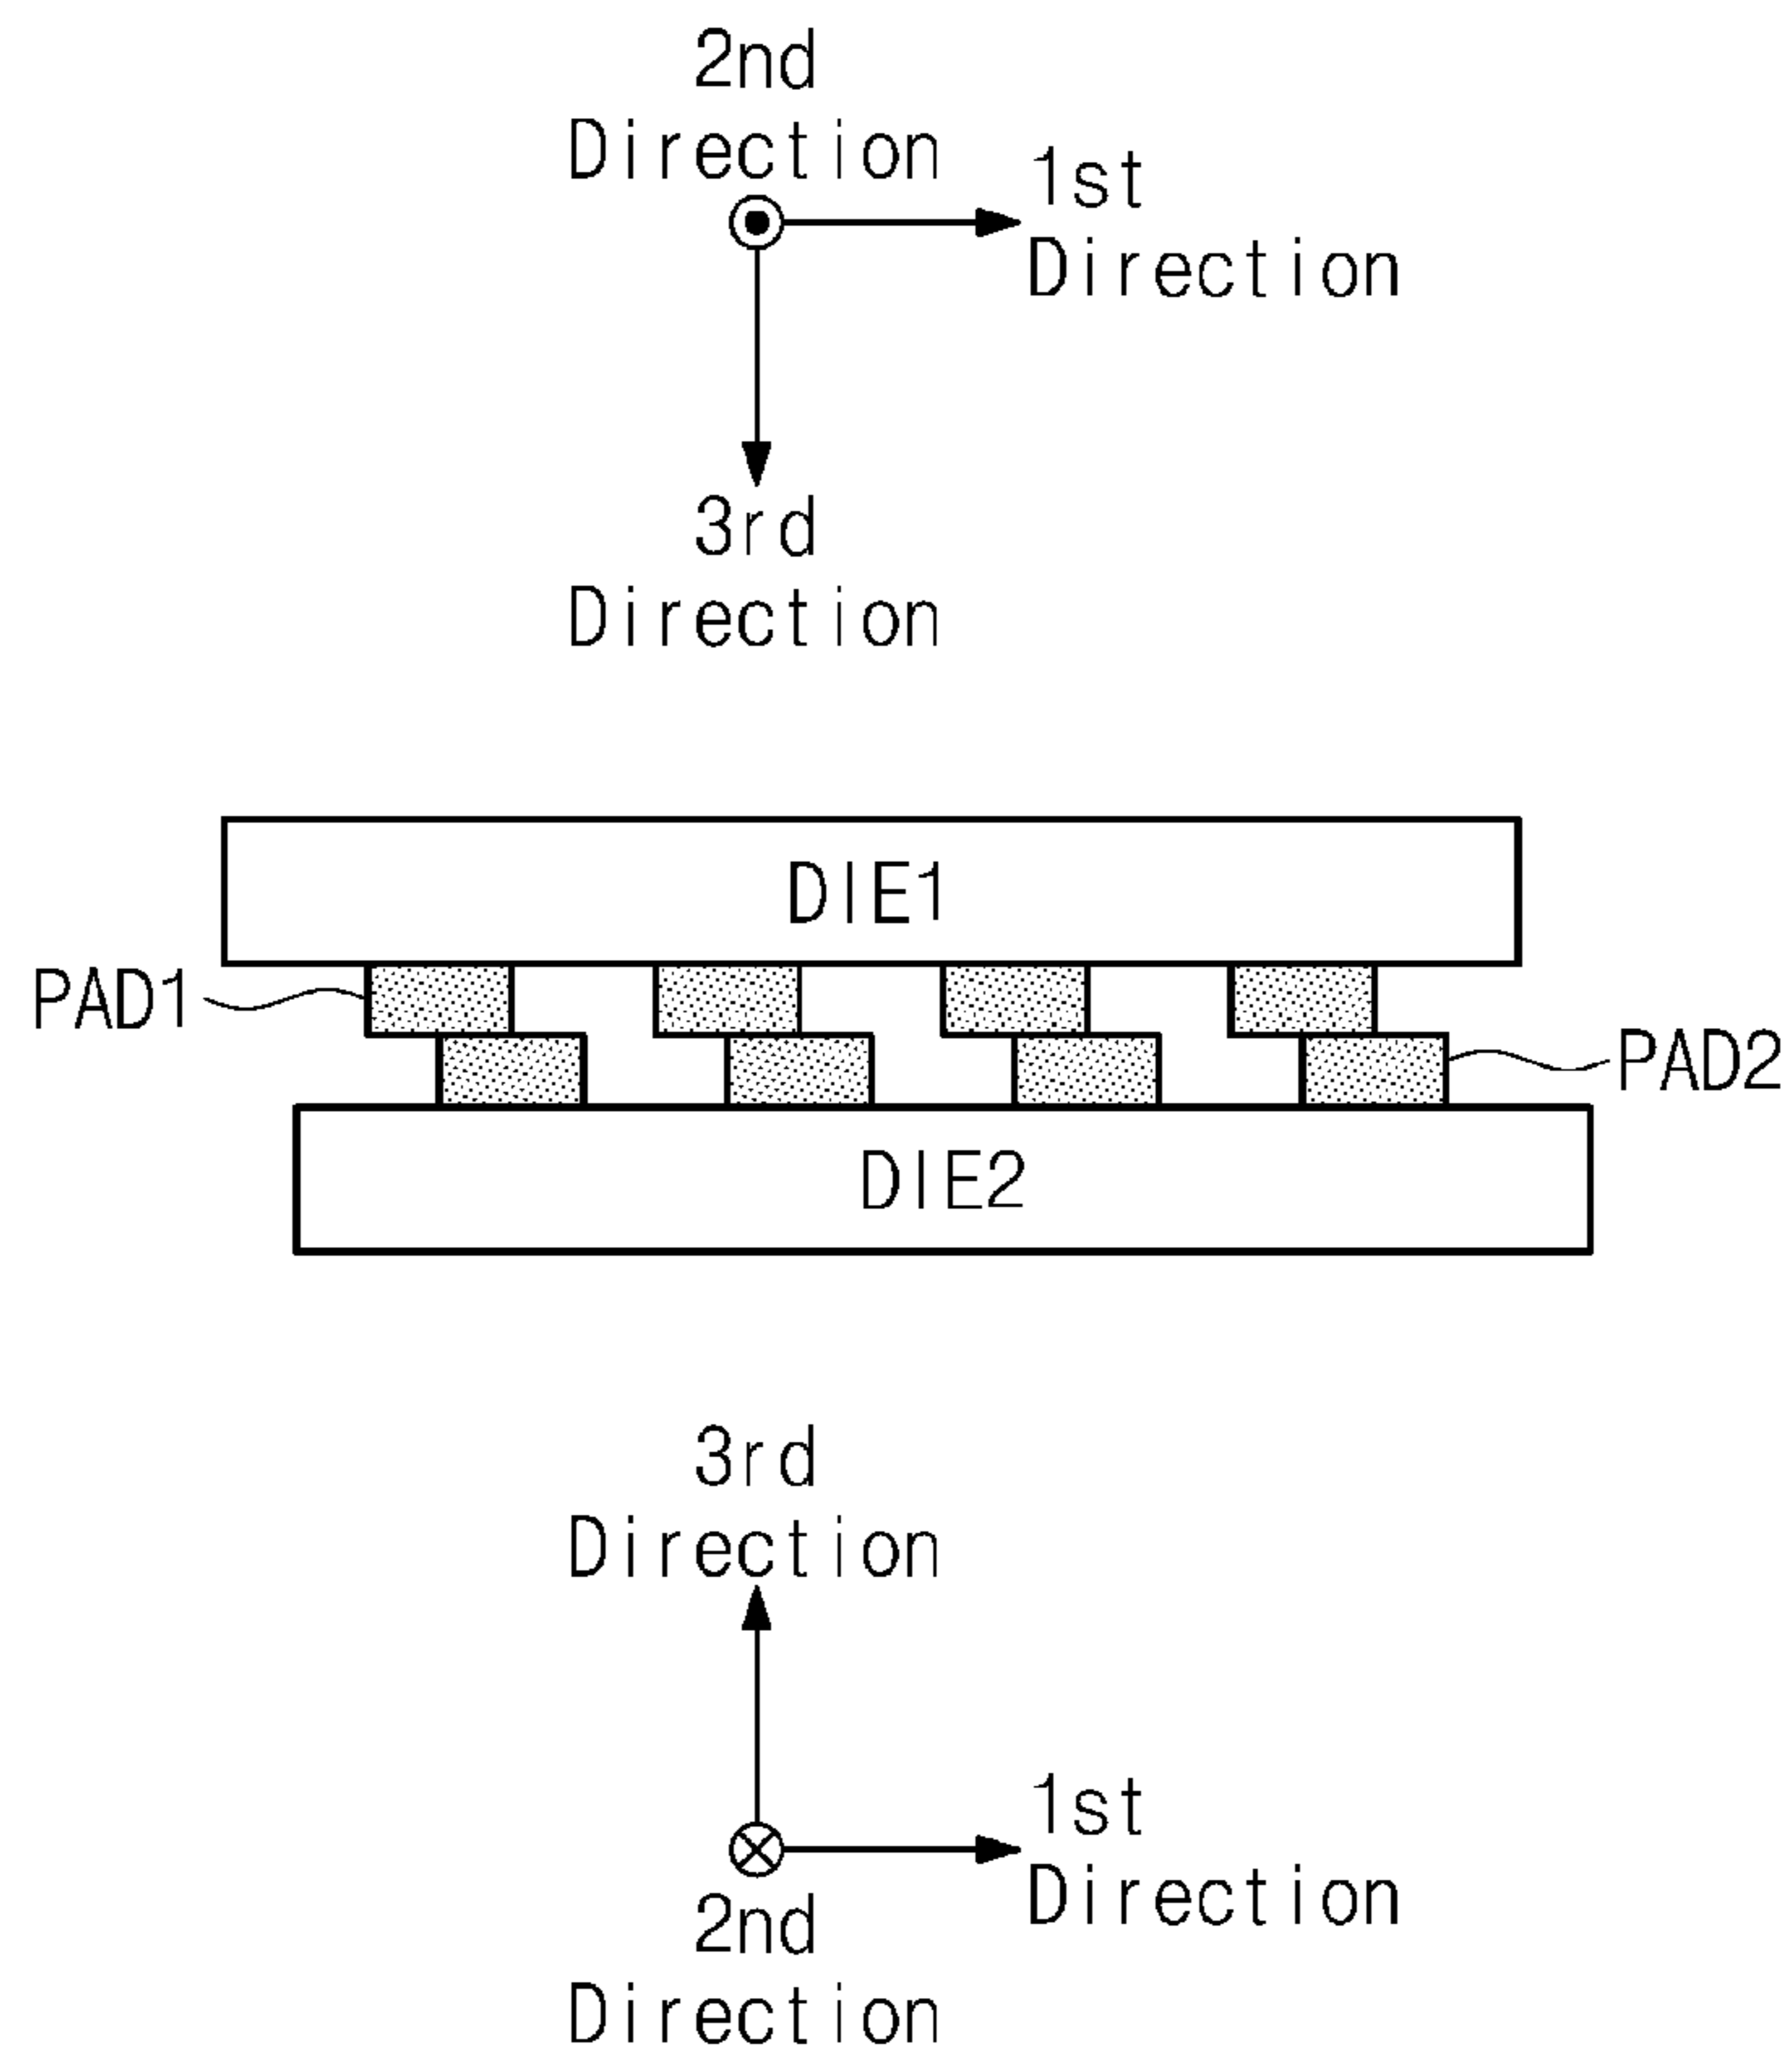 2nd
Direction
1st
Direction
3rd
Direction
DIE1
PAD1
PAD2
DIE2
3rd
Direction
1st
Direction
2nd
Direction